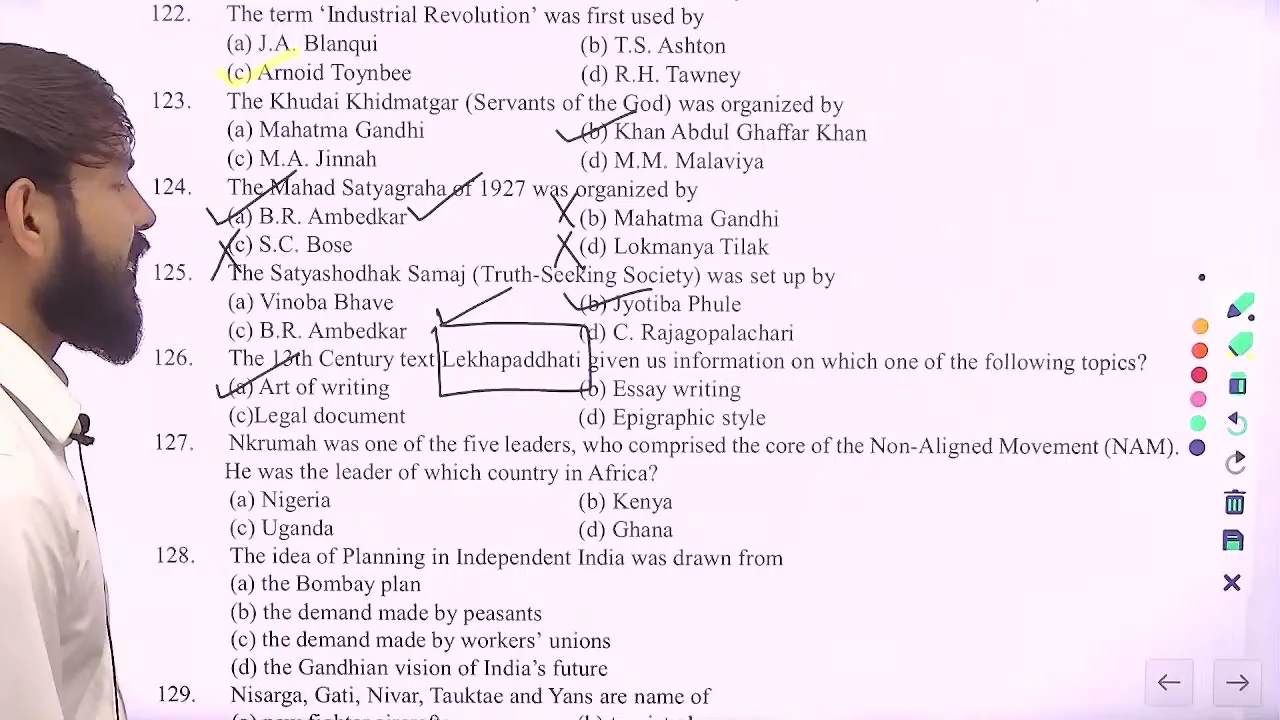 122. The term ‘Industrial Revolution’ was first used by
(a) J.A. Blanqui (b) T.S. Ashton
(c) Arnoid Toynbee (d) R.H. Tawney
123. The Khudai Khidmatgar (Servants of the God) was organized by
(a) Mahatma Gandhi (b) Khan Abdul Ghaffar Khan
(c) M.A. Jinnah (d) M.M. Malaviya
124. The Mahad Satyagraha of 1927 was organized by
(a) B.R. Ambedkar (b) Mahatma Gandhi
(c) S.C. Bose (d) Lokmanya Tilak
125. The Satyashodhak Samaj (Truth-Seeking Society) was set up by
(a) Vinoba Bhave (b) Jyotiba Phule
(c) B.R. Ambedkar (d) C. Rajagopalachari
126. The 13th Century text Lekhapaddhati given us information on which one of the following topics?
(a) Art of writing (b) Essay writing
(c)Legal document (d) Epigraphic style
127. Nkrumah was one of the five leaders, who comprised the core of the Non-Aligned Movement (NAM).
He was the leader of which country in Africa?
(a) Nigeria (b) Kenya
(c) Uganda (d) Ghana
128. The idea of Planning in Independent India was drawn from
(a) the Bombay plan
(b) the demand made by peasants
(c) the demand made by workers’ unions
(d) the Gandhian vision of India’s future
129. Nisarga, Gati, Nivar, Tauktae and Yans are name of